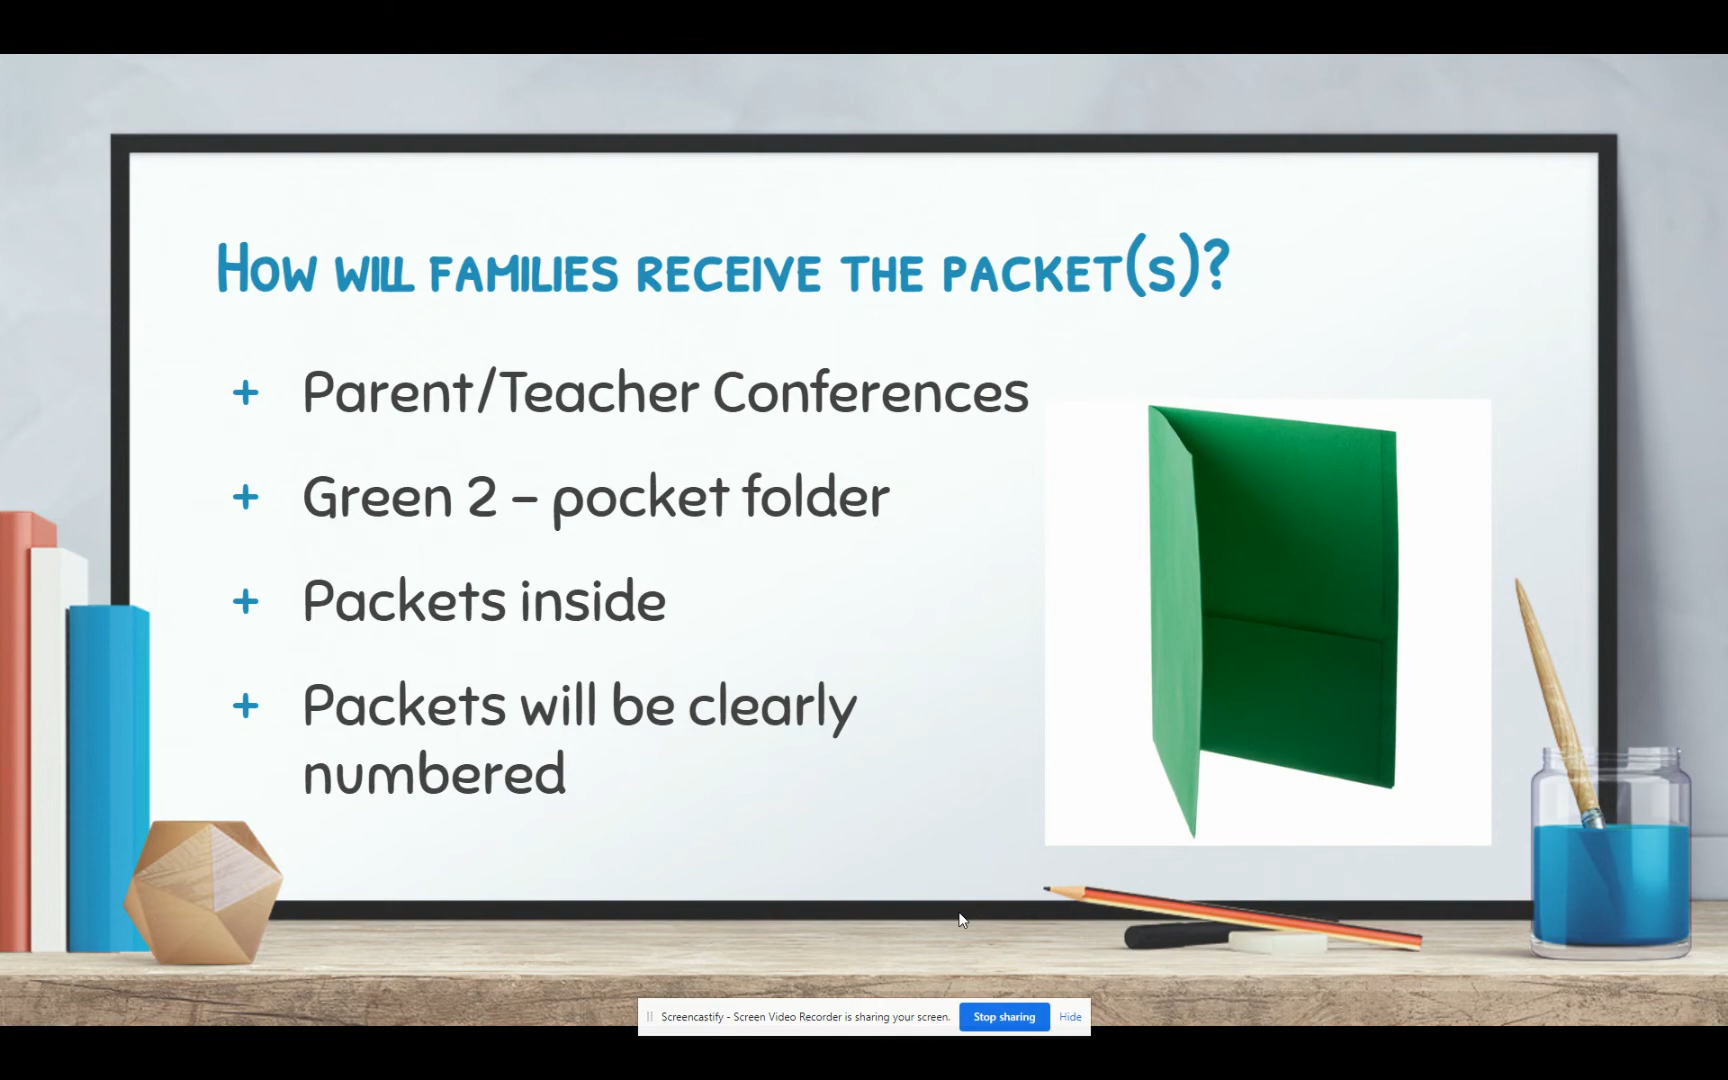 How will families receive the packet(s)?
+ Parent/Teacher Conferences
+ Green 2 - pocket folder
+ Packets inside
+ Packets will be clearly
numbered
Screencastify - Screen Video Recorder is sharing your screen. Stop sharing Hide